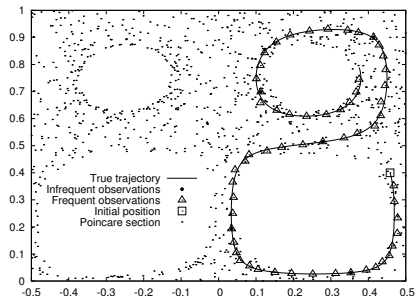 1
0.9
0.8
0.7
0.6
0.5
0.4
0.3
0.2
0.1
0
True trajectory
Infrequent observations
Frequent observations
Initial position
Poincare section
-0.5 -0.4 -0.3 -0.2 -0.1 0 0.1 0.2 0.3 0.4 0.5